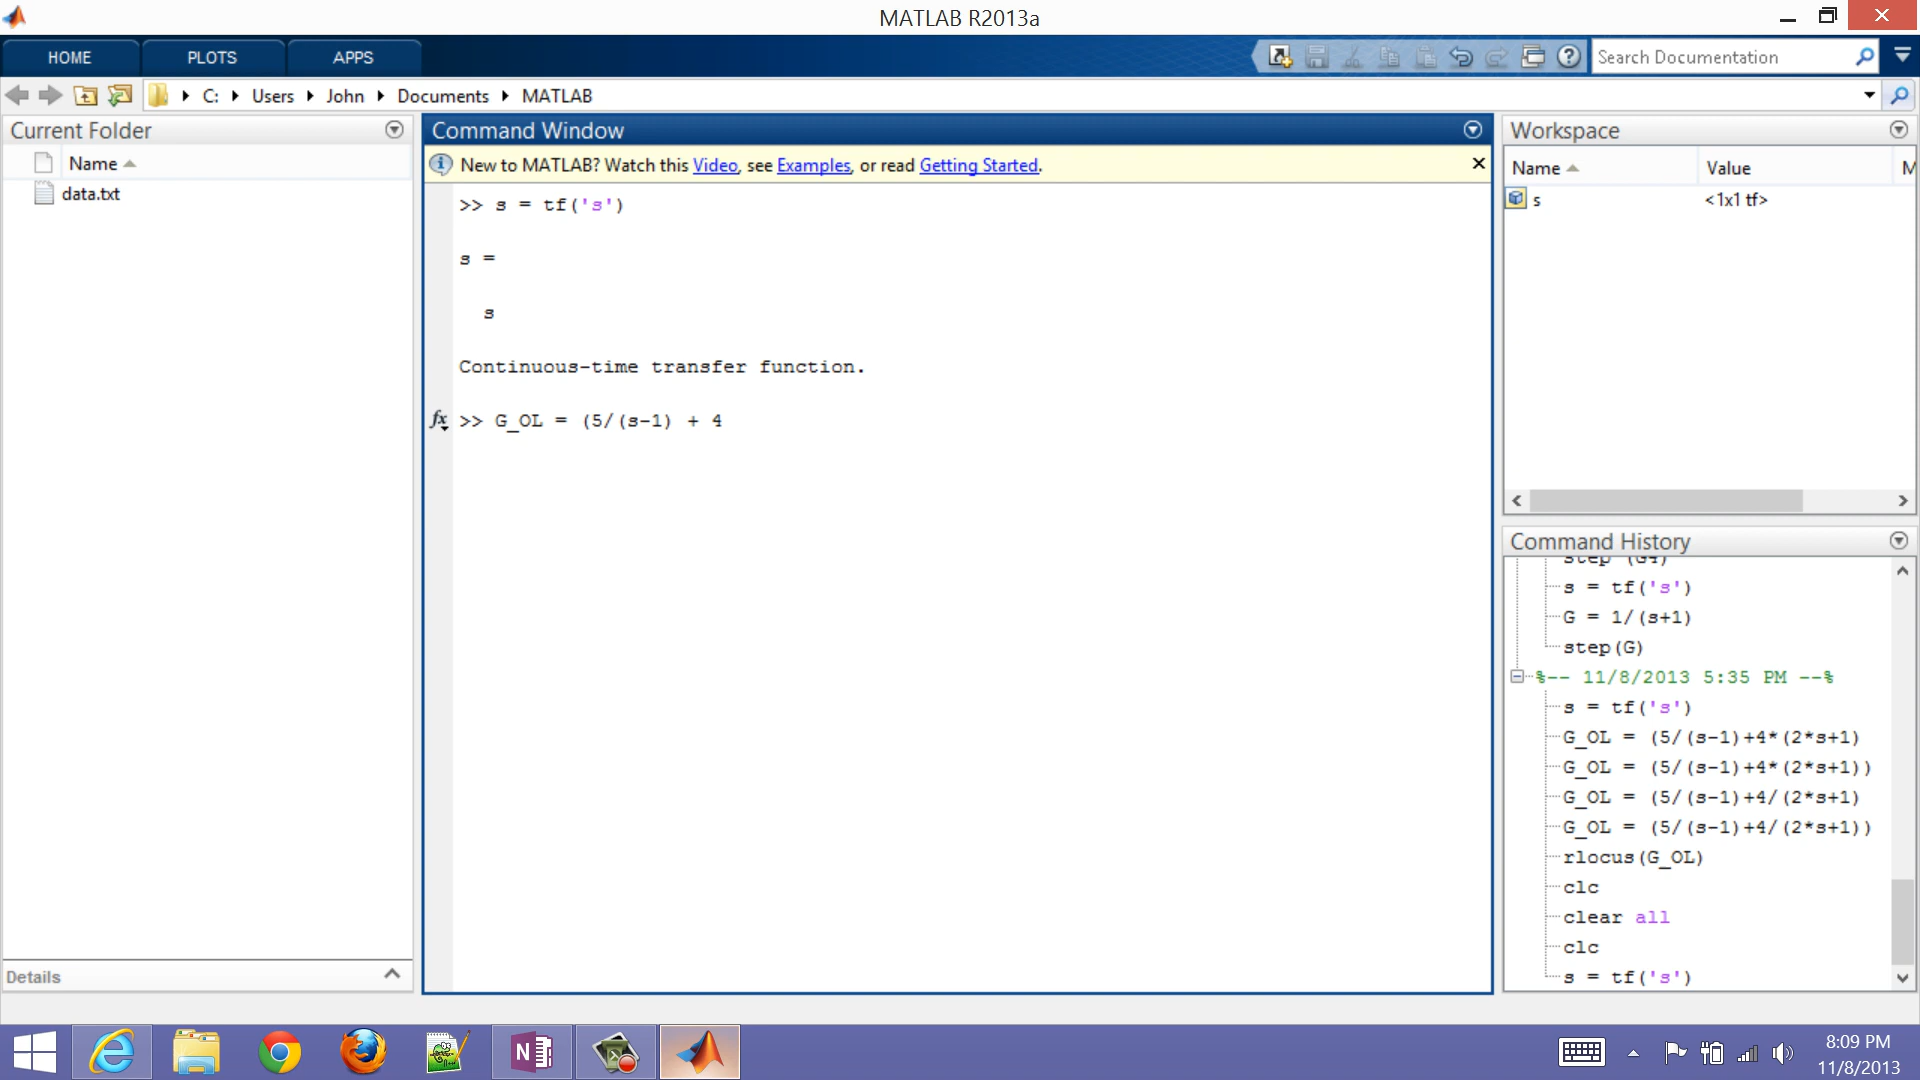 MATLAB R2013a
HOME PLOTS APPS
Search Documentation
C: Users John Documents MATLAB
Current Folder
Name
data.txt
Details
Command Window
New to MATLAB? Watch this Video, see Examples, or read Getting Started.
>> s = tf('s')
s =
s
Continuous-time transfer function.
fx >> G_OL = (5/(s-1) + 4
Workspace
Name Value M
s <1x1 tf>
Command History
step (G4)
s = tf('s')
G = 1/(s+1)
step(G)
%-- 11/8/2013 5:35 PM --%
s = tf('s')
G_OL = (5/(s-1)+4*(2*s+1)
G_OL = (5/(s-1)+4*(2*s+1))
G_OL = (5/(s-1)+4/(2*s+1)
G_OL = (5/(s-1)+4/(2*s+1))
rlocus(G_OL)
clc
clear all
clc
s = tf('s')
8:09 PM
11/8/2013